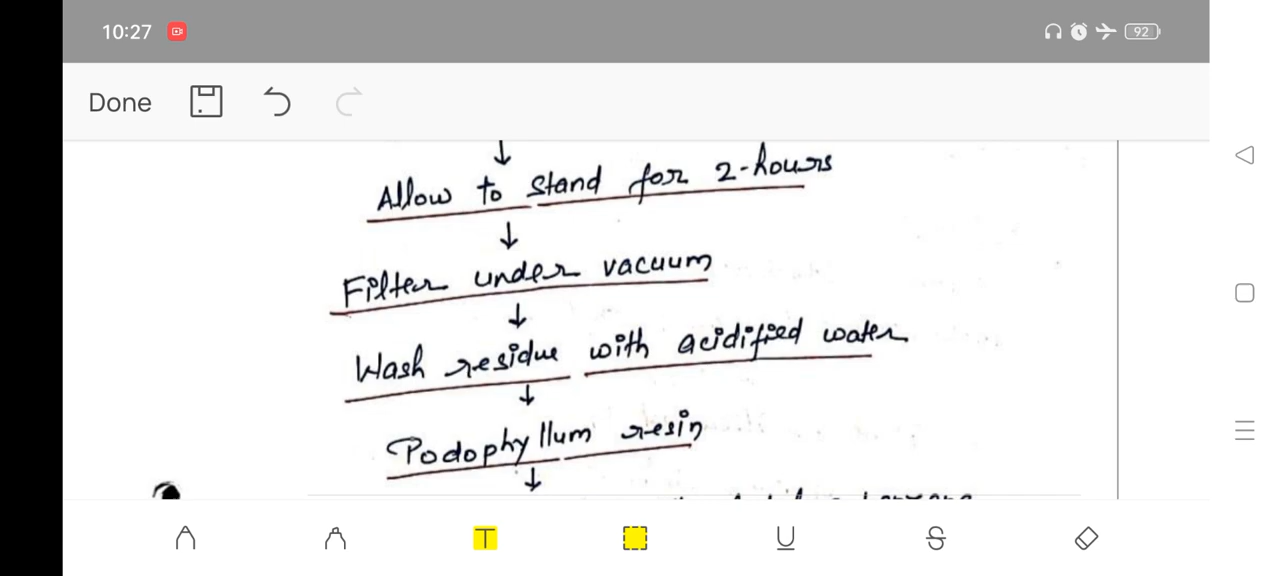 10:27
92
Done
↓
Allow to stand for 2-hours
↓
Filter under vacuum
↓
Wash residue with acidified water
↓
Podophyllum resin
↓
T
U
S